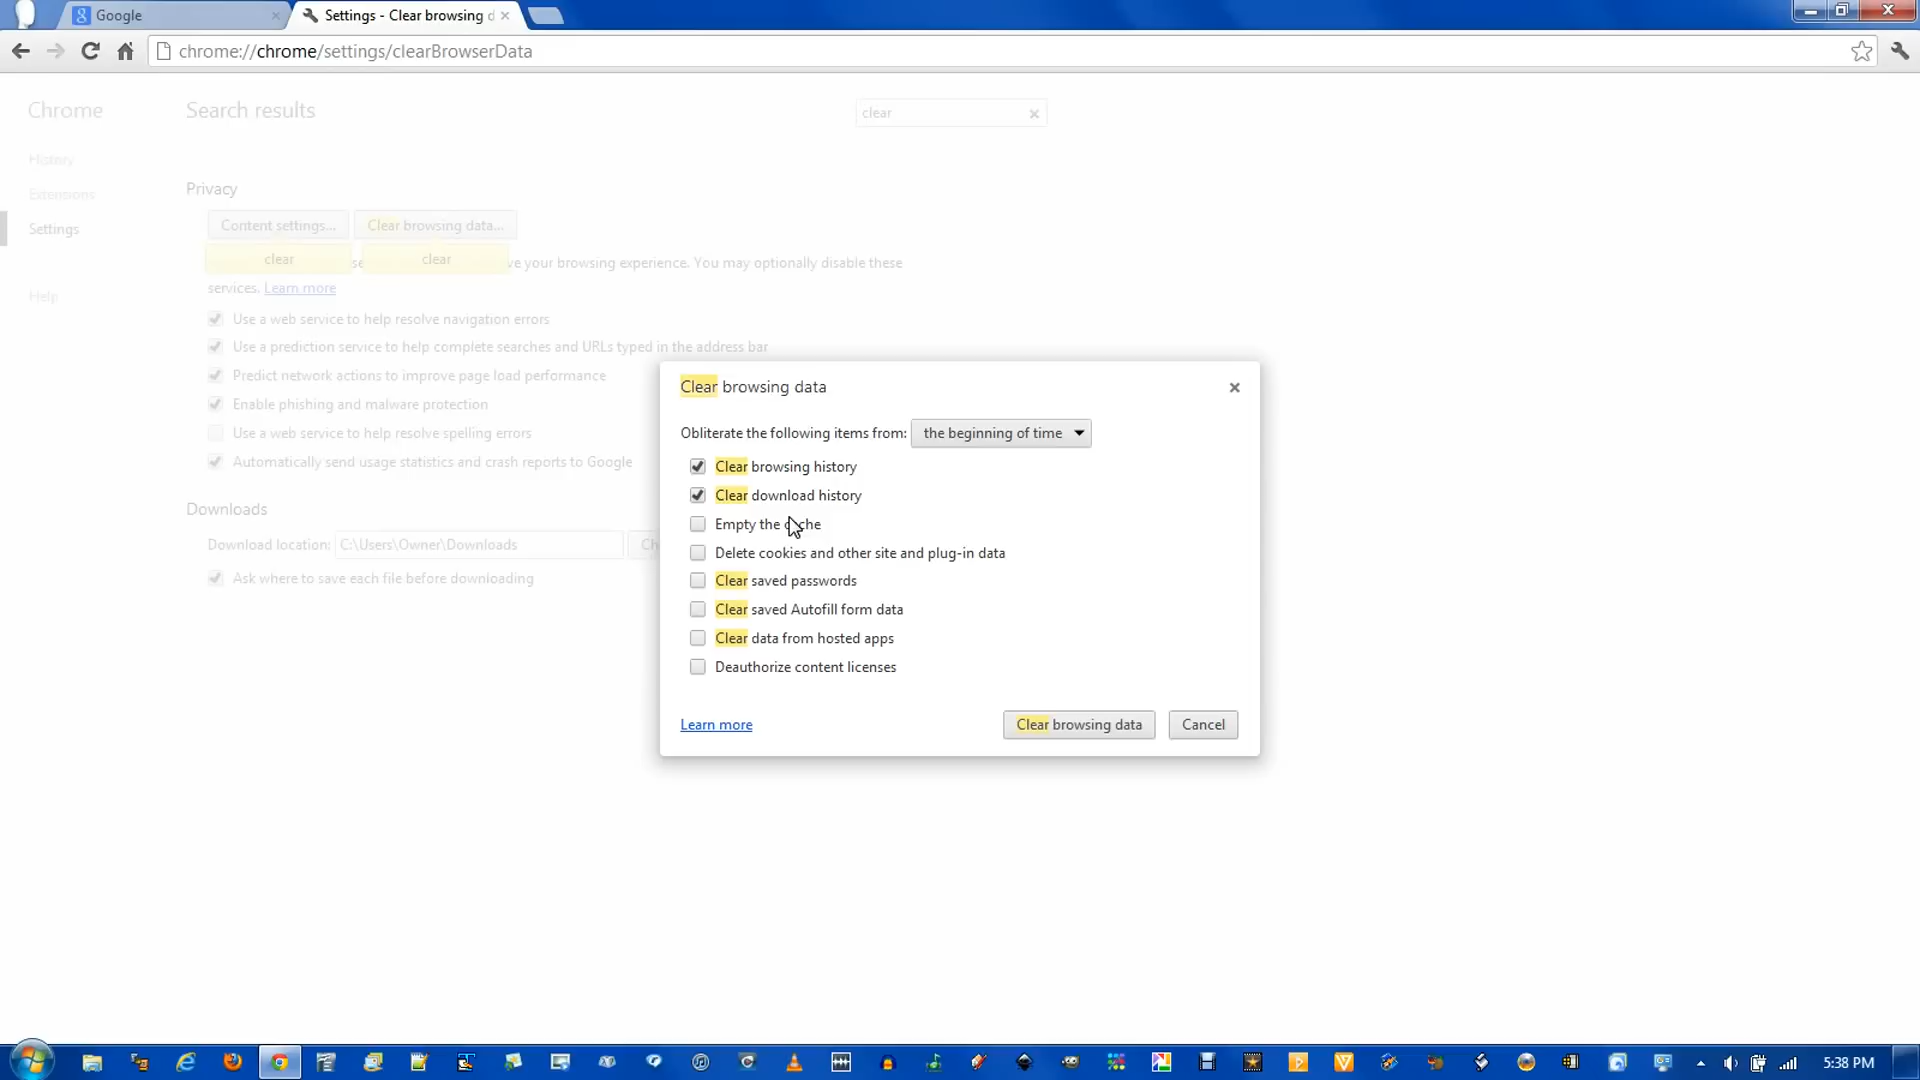 Google
Settings - Clear browsing d
chrome://chrome/settings/clearBrowserData
Chrome
Search results
clear
History
Extensions
Settings
Help
Privacy
Content settings...
Clear browsing data...
clear
clear
ve your browsing experience. You may optionally disable these
services. Learn more
Use a web service to help resolve navigation errors
Use a prediction service to help complete searches and URLs typed in the address bar
Predict network actions to improve page load performance
Enable phishing and malware protection
Use a web service to help resolve spelling errors
Automatically send usage statistics and crash reports to Google
Downloads
Download location: C:\Users\Owner\Downloads
Ask where to save each file before downloading
Clear browsing data
Obliterate the following items from: the beginning of time
Clear browsing history
Clear download history
Empty the cache
Delete cookies and other site and plug-in data
Clear saved passwords
Clear saved Autofill form data
Clear data from hosted apps
Deauthorize content licenses
Learn more
Clear browsing data
Cancel
5:38 PM